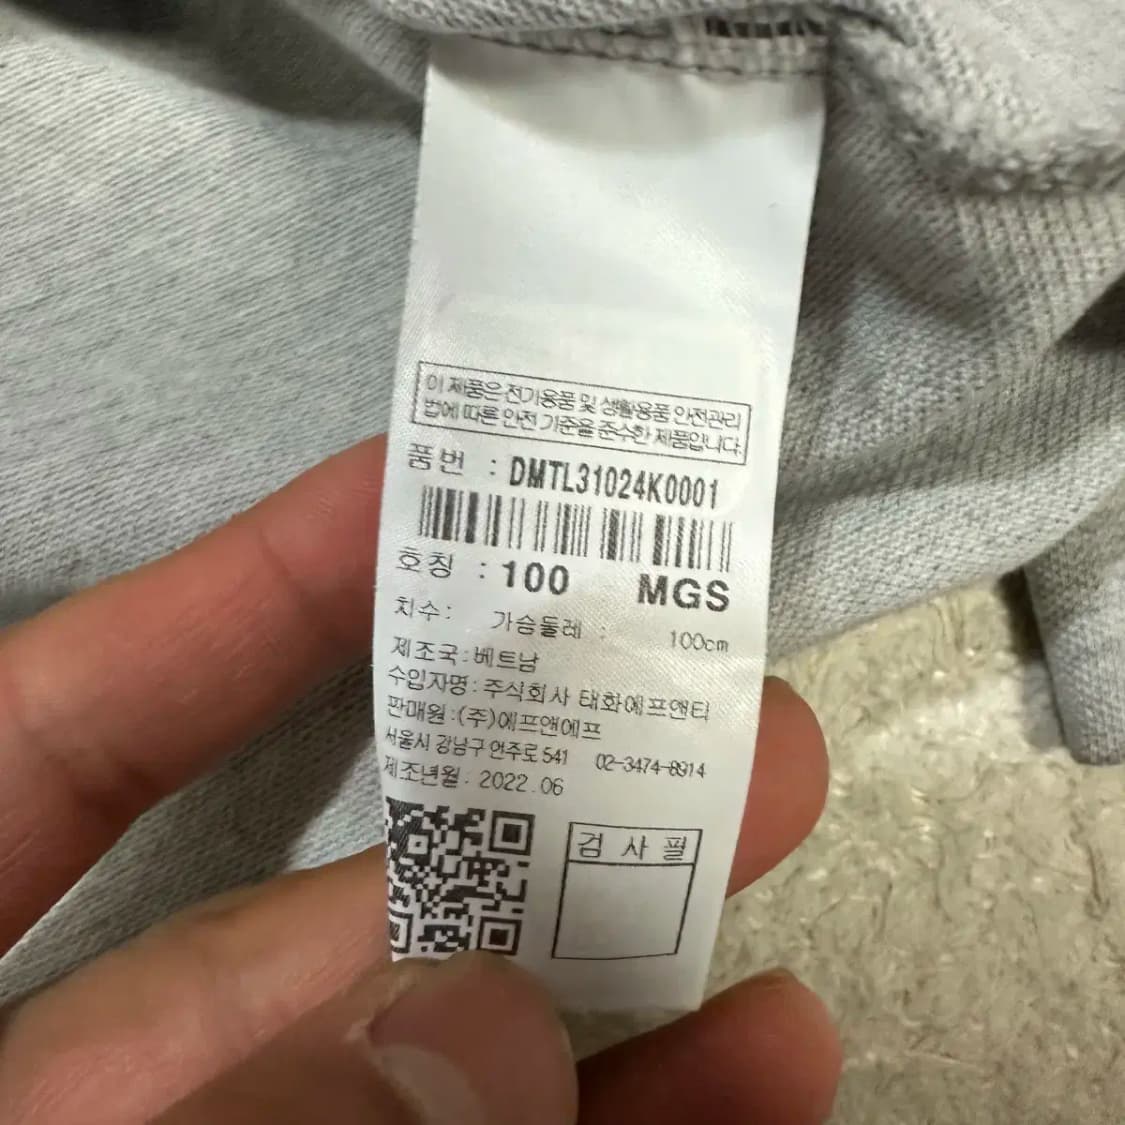 이 제품은 전기용품 및 생활용품 안전관리
법에 따른 안전 기준을 준수한 제품입니다.
품번 : DMTL31024K0001
호칭 : 100 MGS
치수 : 가슴둘레 : 100cm
제조국 : 베트남
수입자명 : 주식회사 태화에프앤티
판매원 : (주)에프앤에프
서울시 강남구 언주로 541 02-3474-8914
제조년월 : 2022.06
검사필